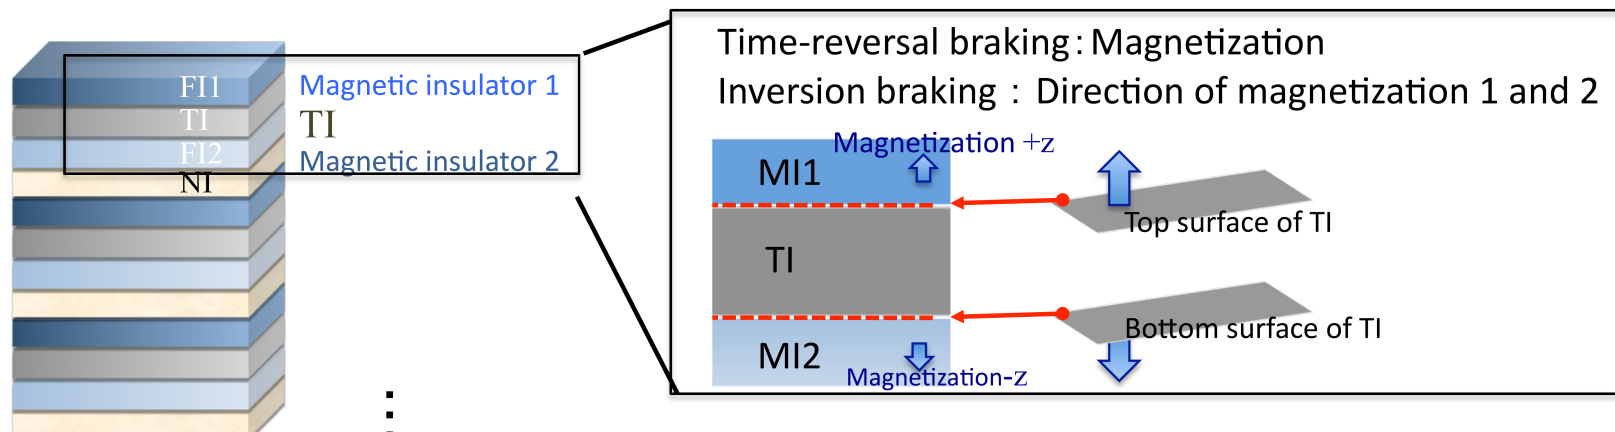 FI1
TI
FI2
NI
Magnetic insulator 1
TI
Magnetic insulator 2
Time-reversal braking : Magnetization
Inversion braking : Direction of magnetization 1 and 2
Magnetization +z
MI1
Top surface of TI
TI
Bottom surface of TI
MI2
Magnetization-z